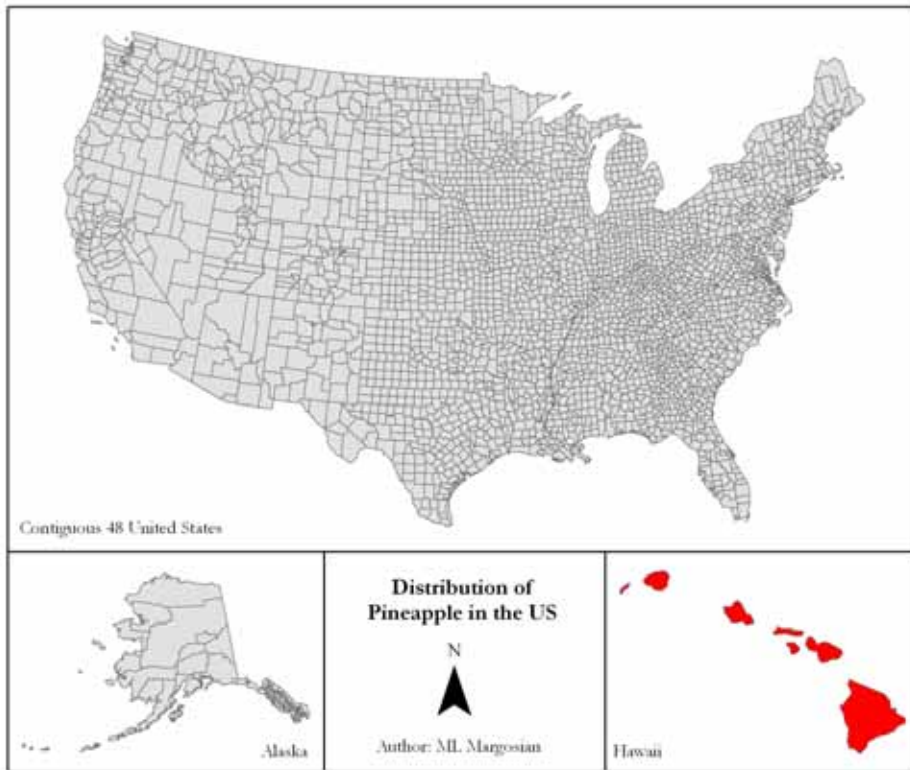 Contiguous 48 United States
Alaska
Distribution of
Pineapple in the US
N
Author: ML Margosian
Hawaii